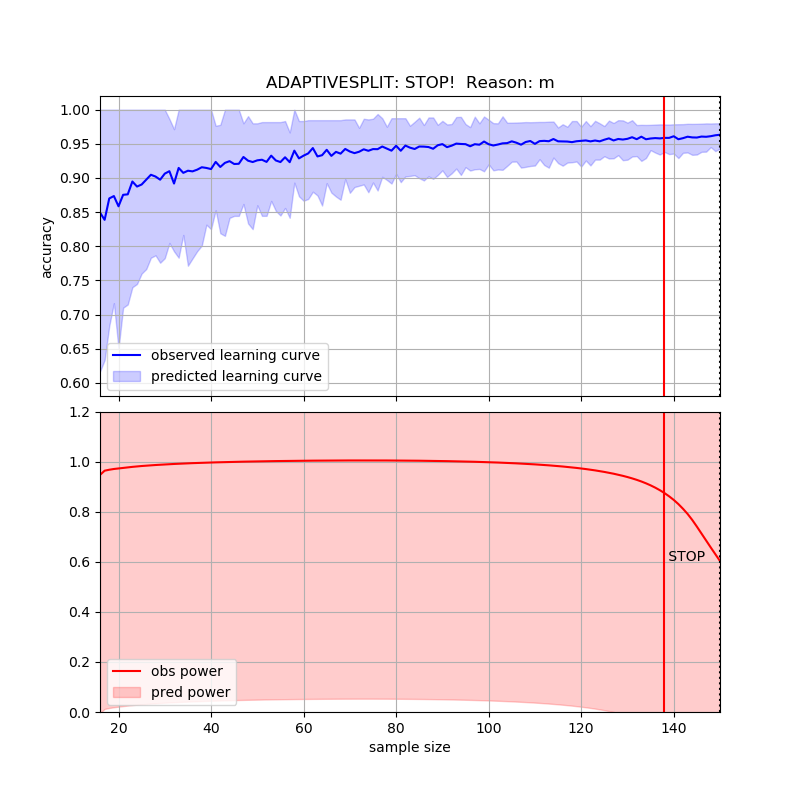 ADAPTIVESPLIT: STOP!  Reason: m
1.00
0.95
0.90
0.85
0.80
0.75
0.70
0.65
0.60
accuracy
observed learning curve
predicted learning curve
1.2
1.0
0.8
0.6
0.4
0.2
0.0
STOP
obs power
pred power
20 40 60 80 100 120 140
sample size